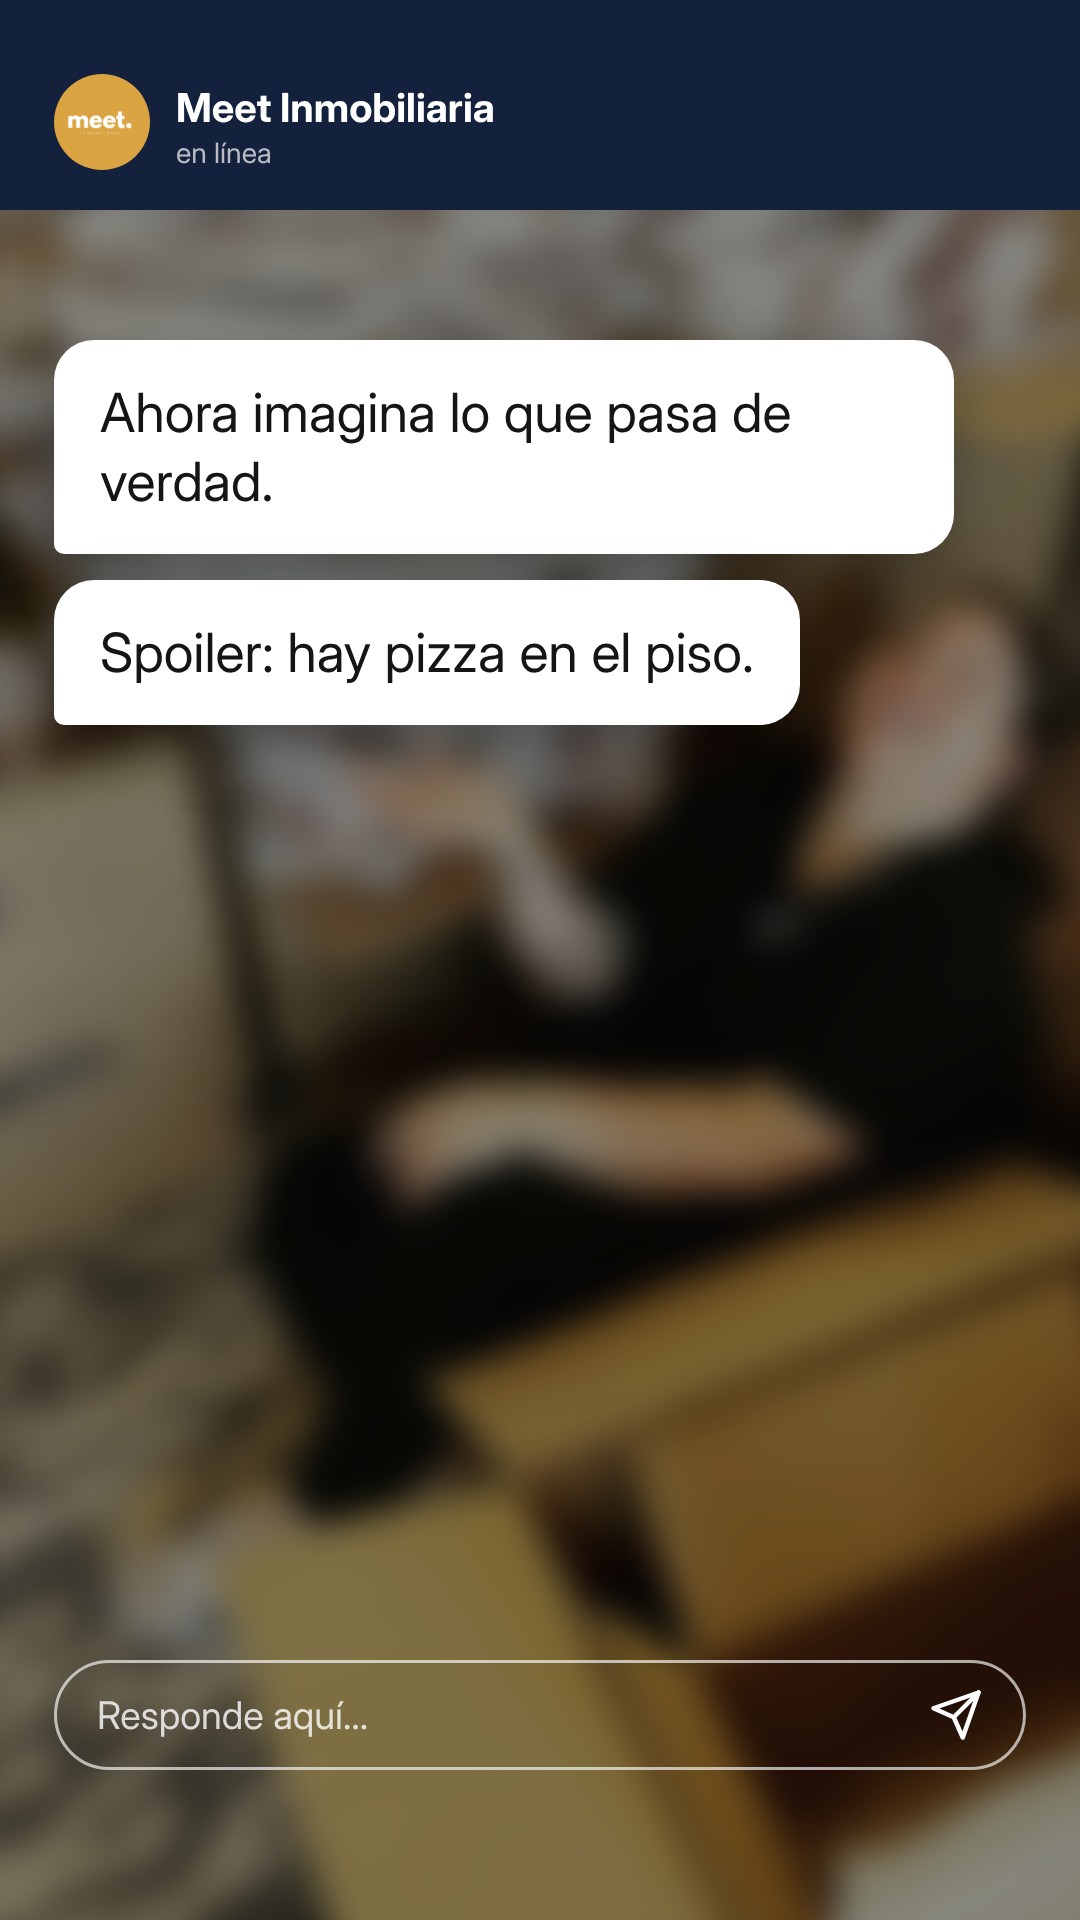 meet.
Meet Inmobiliaria
en línea
Ahora imagina lo que pasa de
verdad.
Spoiler: hay pizza en el piso.
Responde aquí...